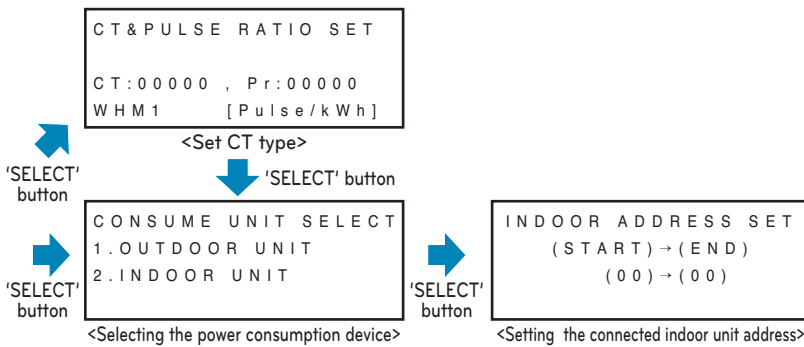 CT&PULSE RATIO SET
CT:00000 , Pr:00000
WHM1 [Pulse/kWh]
<Set CT type>
'SELECT'
button
'SELECT' button
CONSUME UNIT SELECT
1.OUTDOOR UNIT
2.INDOOR UNIT
'SELECT'
button
<Selecting the power consumption device>
'SELECT'
button
INDOOR ADDRESS SET
(START)→(END)
(00)→(00)
<Setting the connected indoor unit address>